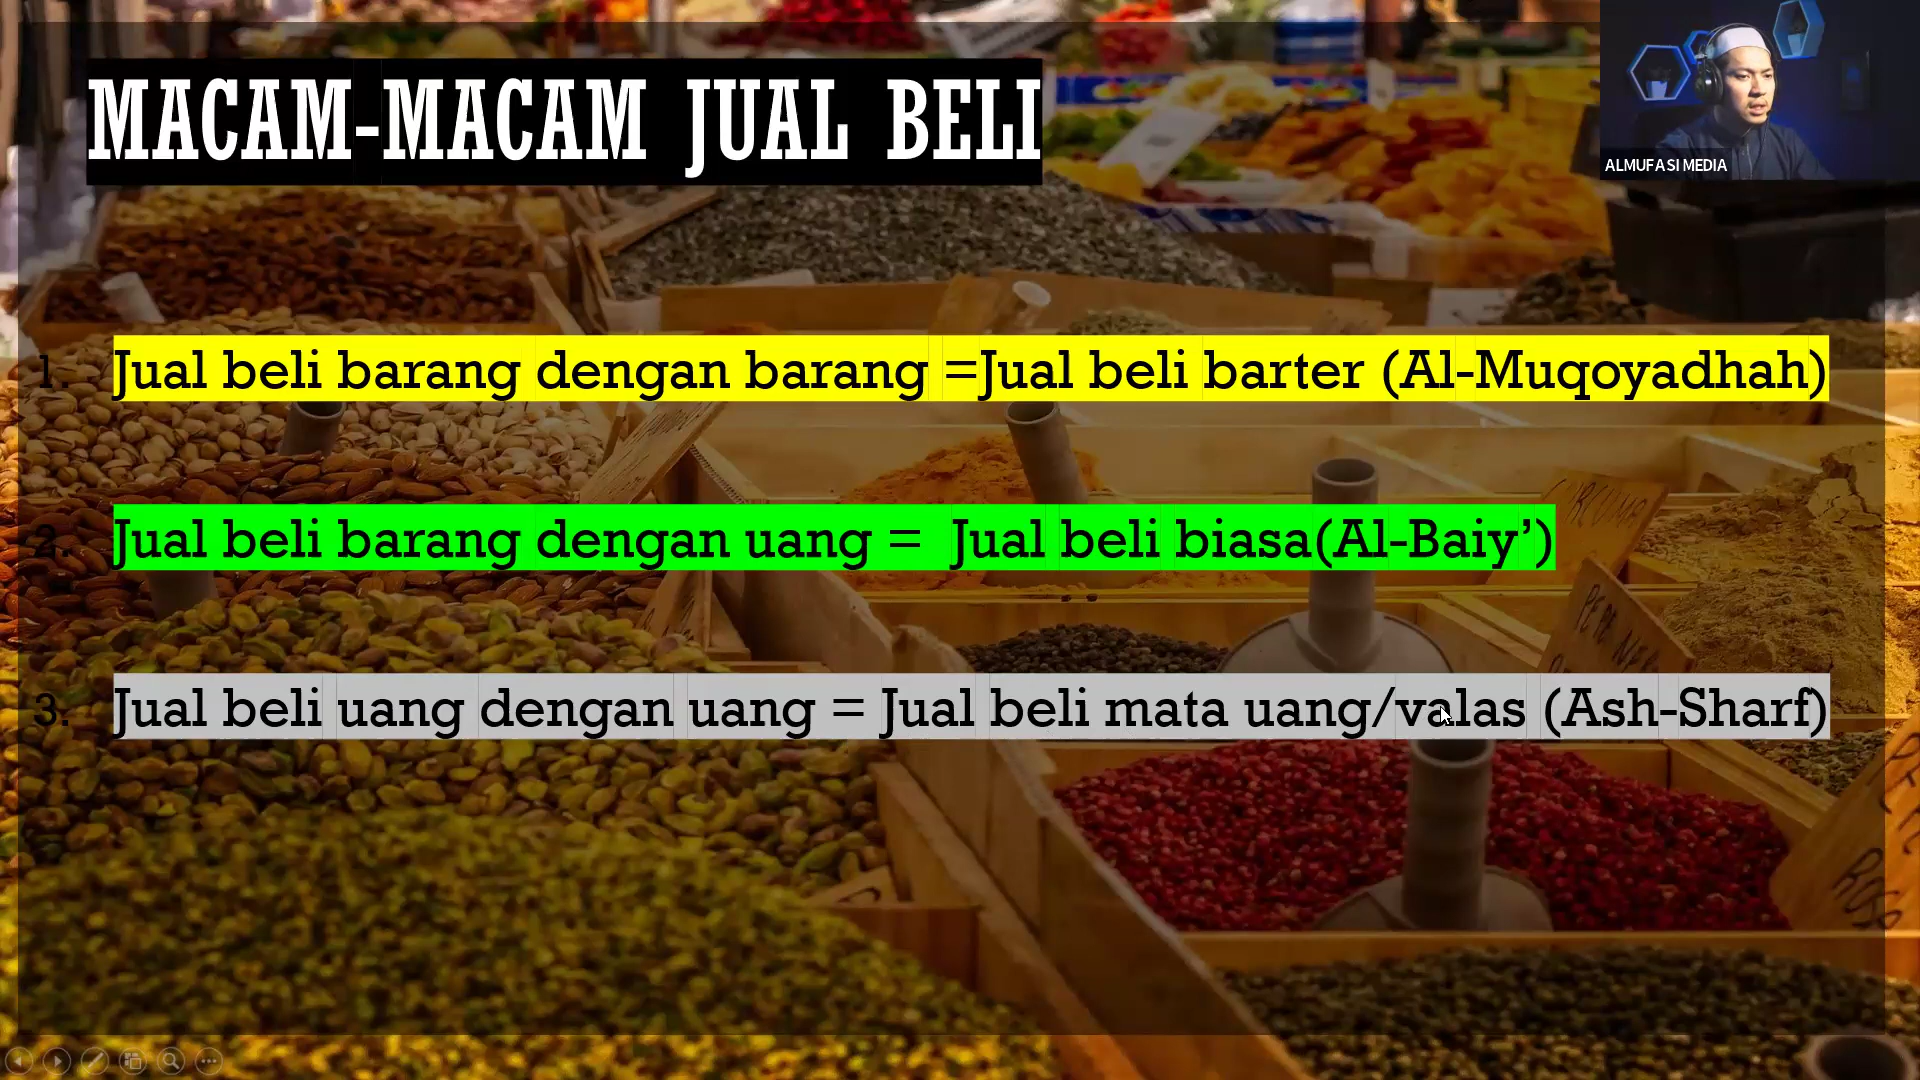 MACAM-MACAM JUAL BELI
ALMUFASI MEDIA
1. Jual beli barang dengan barang =Jual beli barter (Al-Muqoyadhah)
2. Jual beli barang dengan uang = Jual beli biasa(Al-Baiy’)
3. Jual beli uang dengan uang = Jual beli mata uang/valas (Ash-Sharf)